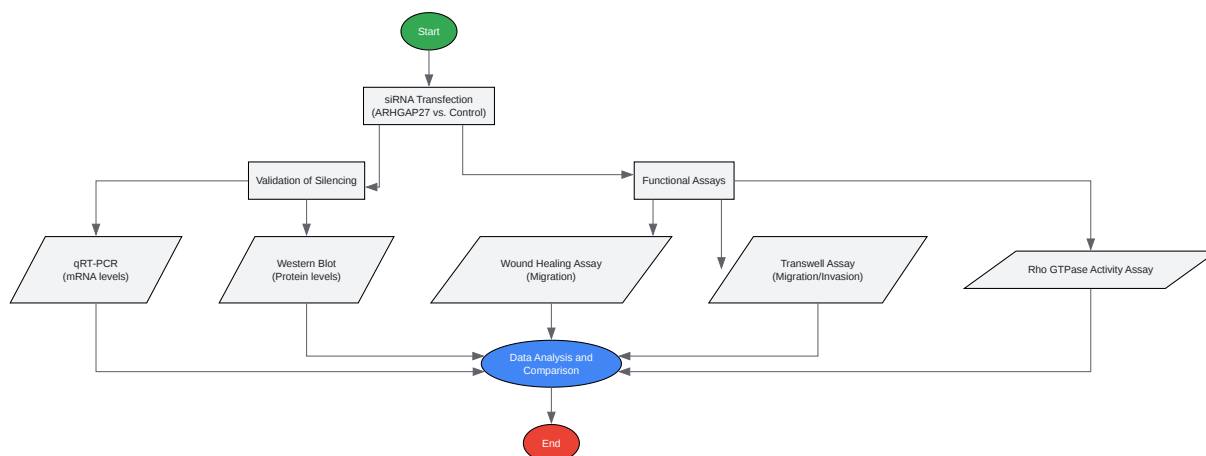 Start
siRNA Transfection
(ARHGAP27 vs. Control)
Validation of Silencing
Functional Assays
qRT-PCR
(mRNA levels)
Western Blot
(Protein levels)
Wound Healing Assay
(Migration)
Transwell Assay
(Migration/Invasion)
Rho GTPase Activity Assay
Data Analysis and
Comparison
End